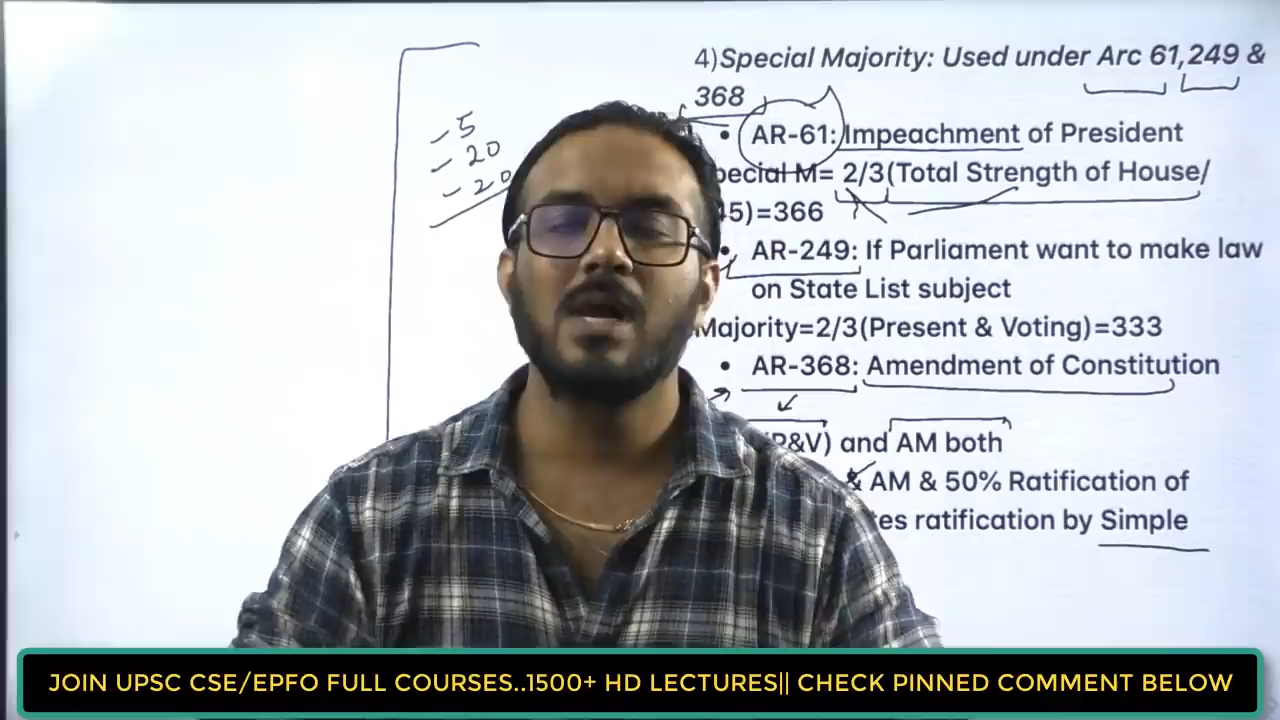 4)Special Majority: Used under Arc 61,249 &
368
- 5
- 20
- 20
• AR-61: Impeachment of President
pecial M= 2/3(Total Strength of House/
45)=366
• AR-249: If Parliament want to make law
on State List subject
Majority=2/3(Present & Voting)=333
• AR-368: Amendment of Constitution
(P&V) and AM both
& AM & 50% Ratification of
tes ratification by Simple
JOIN UPSC CSE/EPFO FULL COURSES..1500+ HD LECTURES|| CHECK PINNED COMMENT BELOW